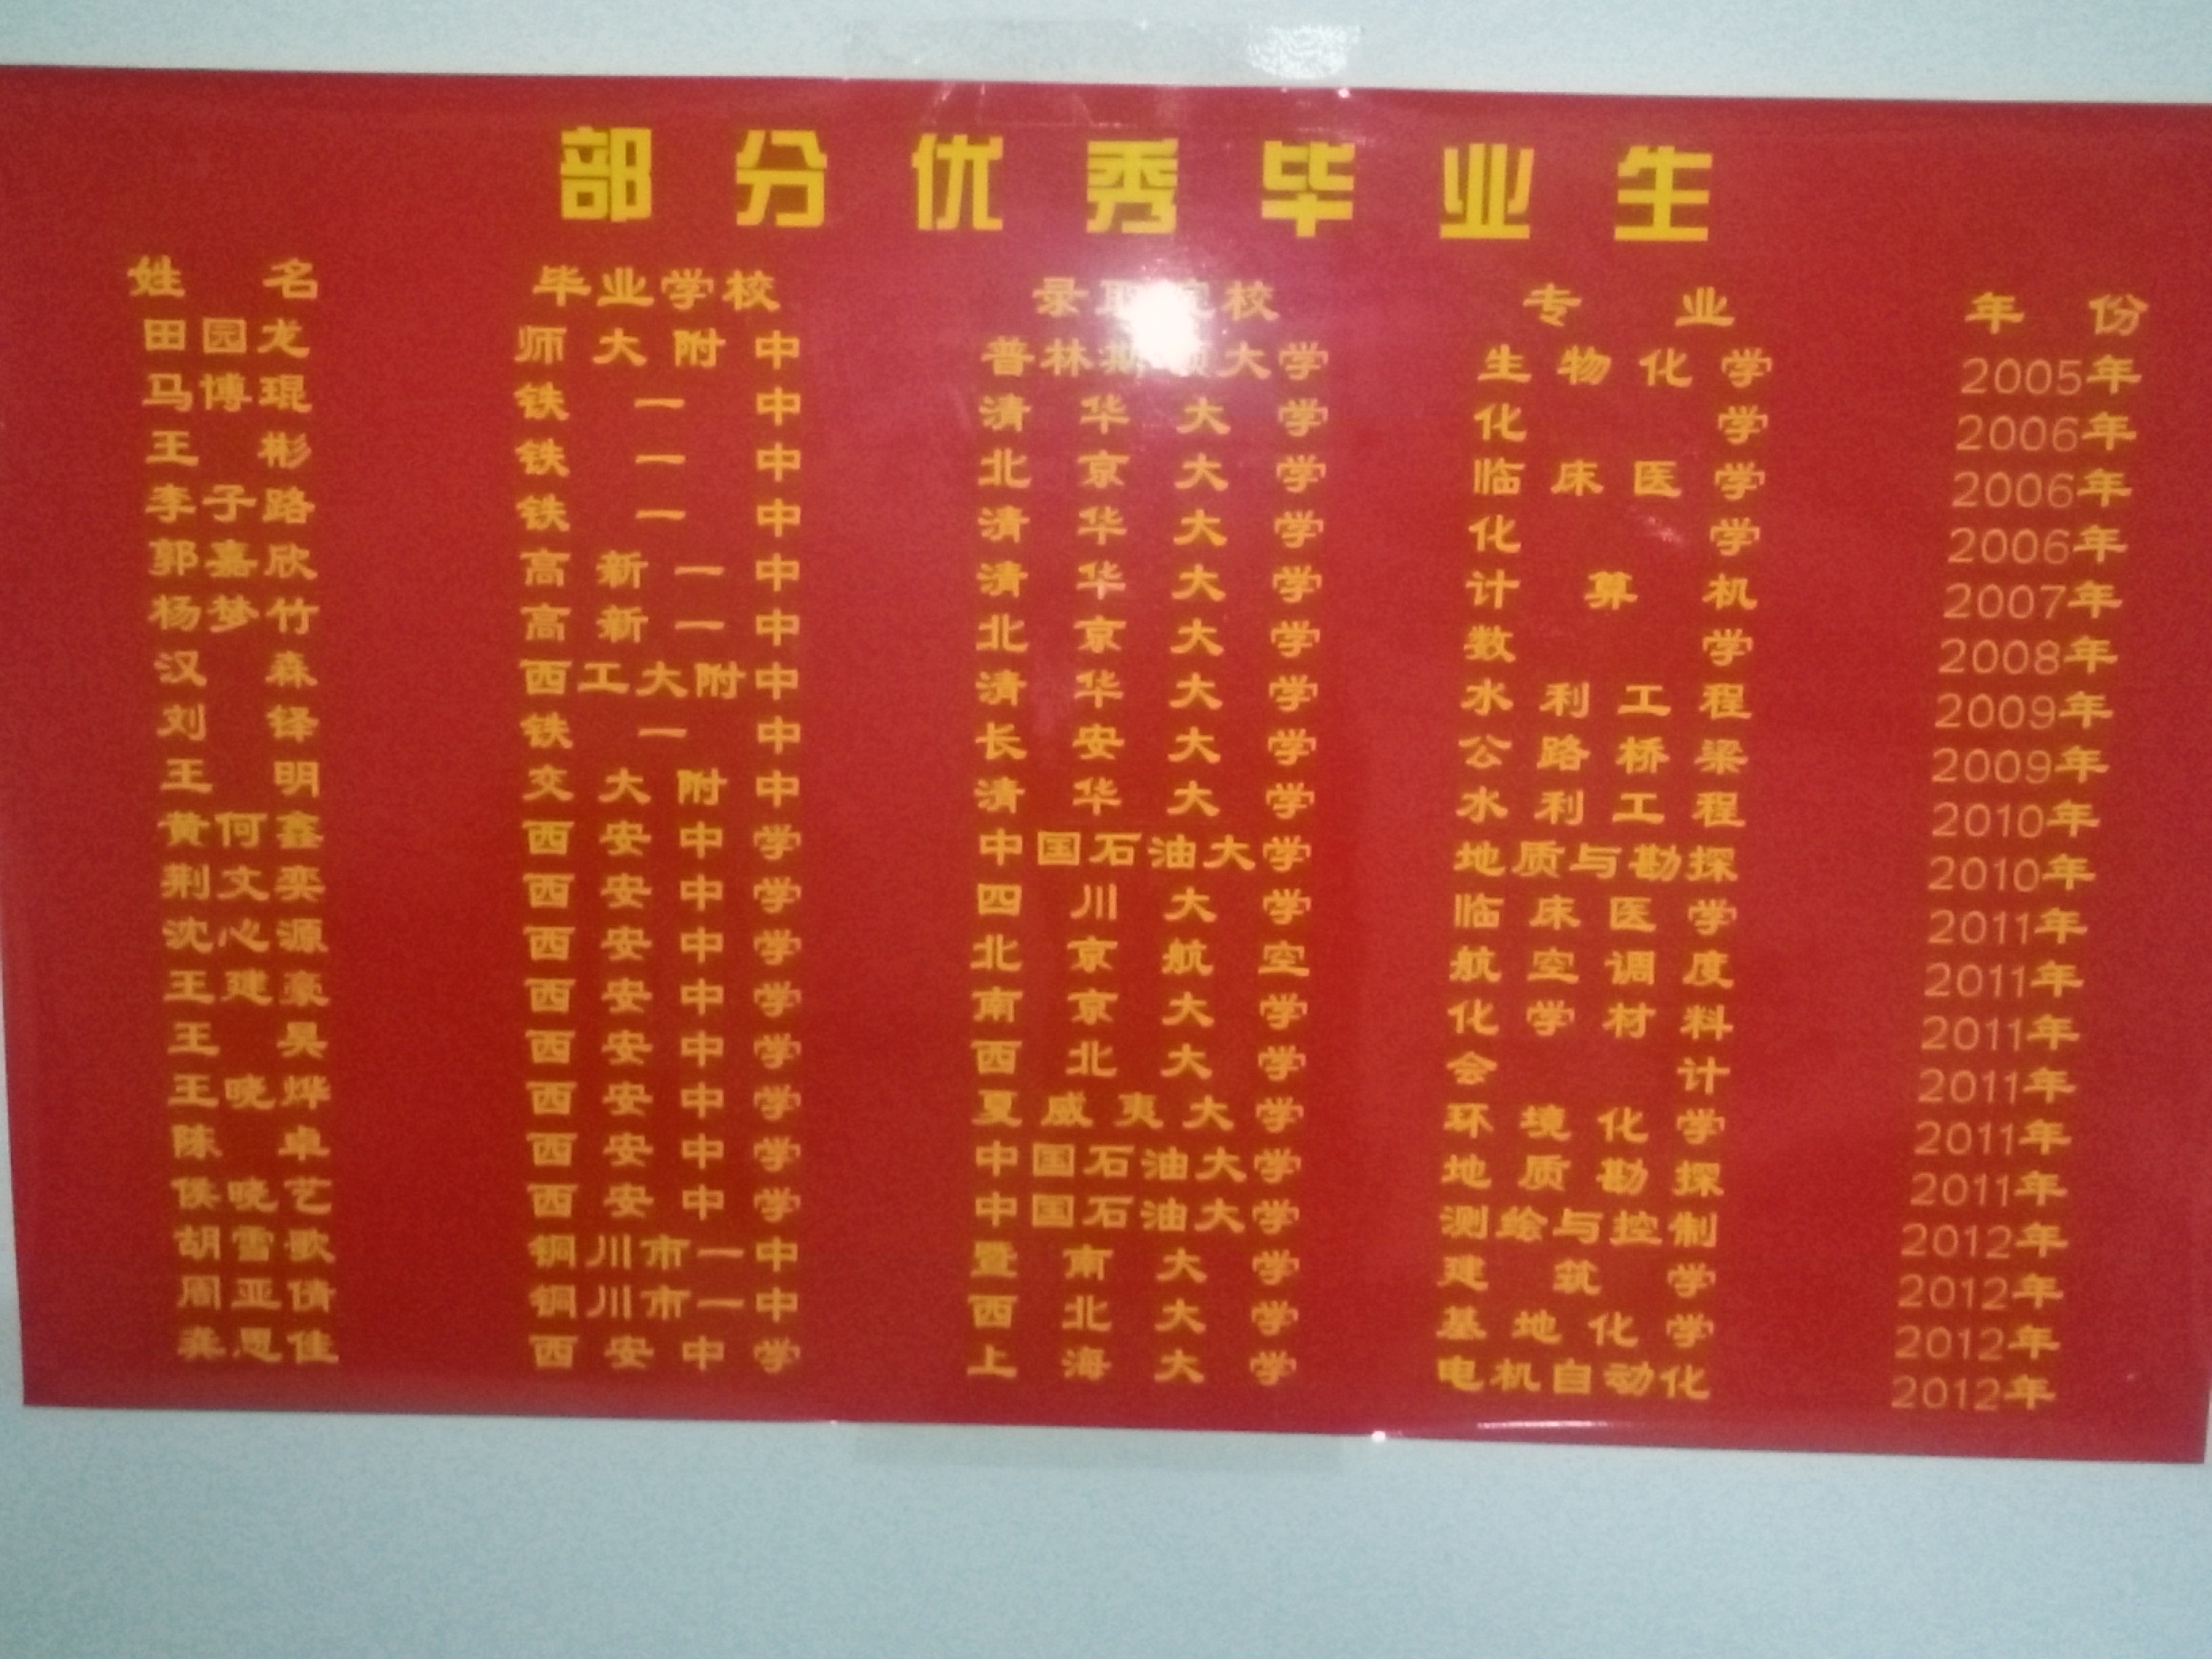 部分优秀毕业生
姓名 毕业学校 录取院校 专业 年份
田园龙 师大附中 普林斯顿大学 生物化学 2005年
马博琨 铁一中 清华大学 化学 2006年
王彬 铁一中 北京大学 临床医学 2006年
李子路 铁一中 清华大学 化学 2006年
郭嘉欣 高新一中 清华大学 计算机 2007年
杨梦竹 高新一中 北京大学 数学 2008年
汉森 西工大附中 清华大学 水利工程 2009年
刘铎 铁一中 长安大学 公路桥梁 2009年
王明 交大附中 清华大学 水利工程 2010年
黄何鑫 西安中学 中国石油大学 地质与勘探 2010年
荆文奕 西安中学 四川大学 临床医学 2011年
沈心源 西安中学 北京航空 航空调度 2011年
王建豪 西安中学 南京大学 化学材料 2011年
王昊 西安中学 西北大学 会计 2011年
王晓烨 西安中学 夏威夷大学 环境化学 2011年
陈卓 西安中学 中国石油大学 地质勘探 2011年
侯晓艺 西安中学 中国石油大学 测绘与控制 2012年
胡雪歌 铜川市一中 暨南大学 建筑学 2012年
周亚倩 铜川市一中 西北大学 基地化学 2012年
龚思佳 西安中学 上海大学 电机自动化 2012年